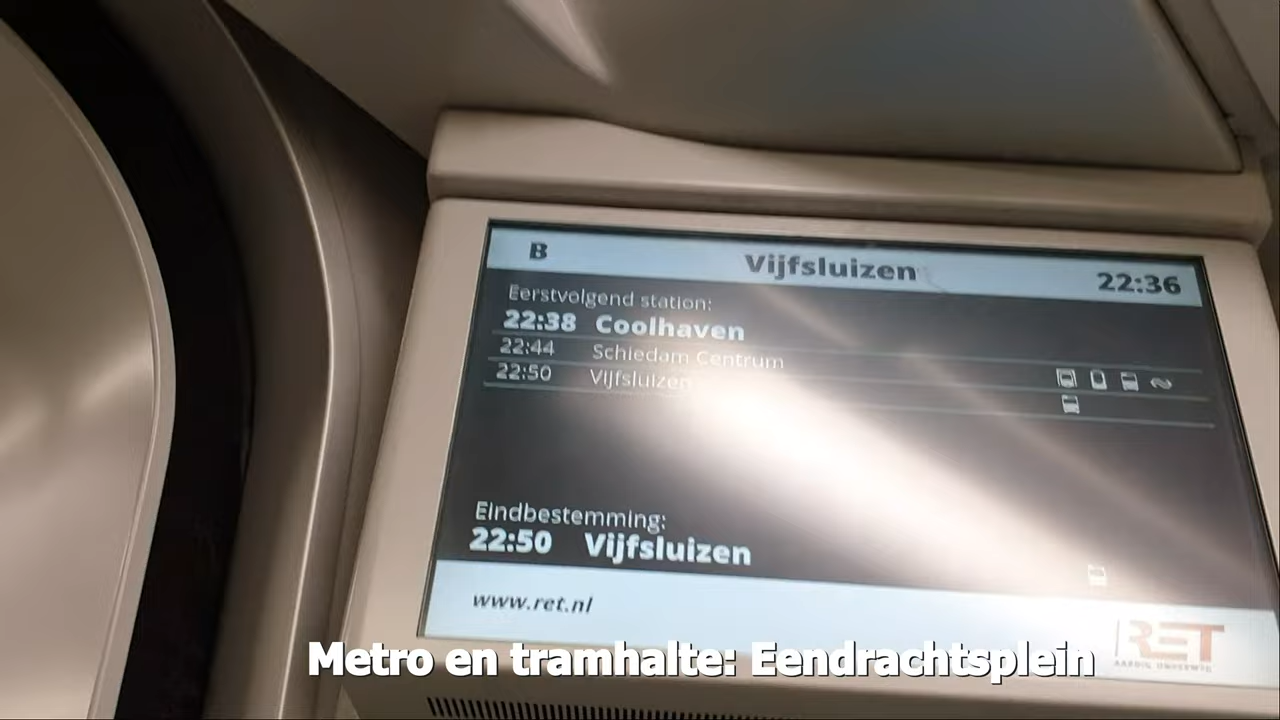 B Vijfsluizen 22:36
Eerstvolgend station:
22:38 Coolhaven
22:44 Schiedam Centrum
22:50 Vijfsluizen
Eindbestemming:
22:50 Vijfsluizen
www.ret.nl
RET
Metro en tramhalte: Eendrachtsplein